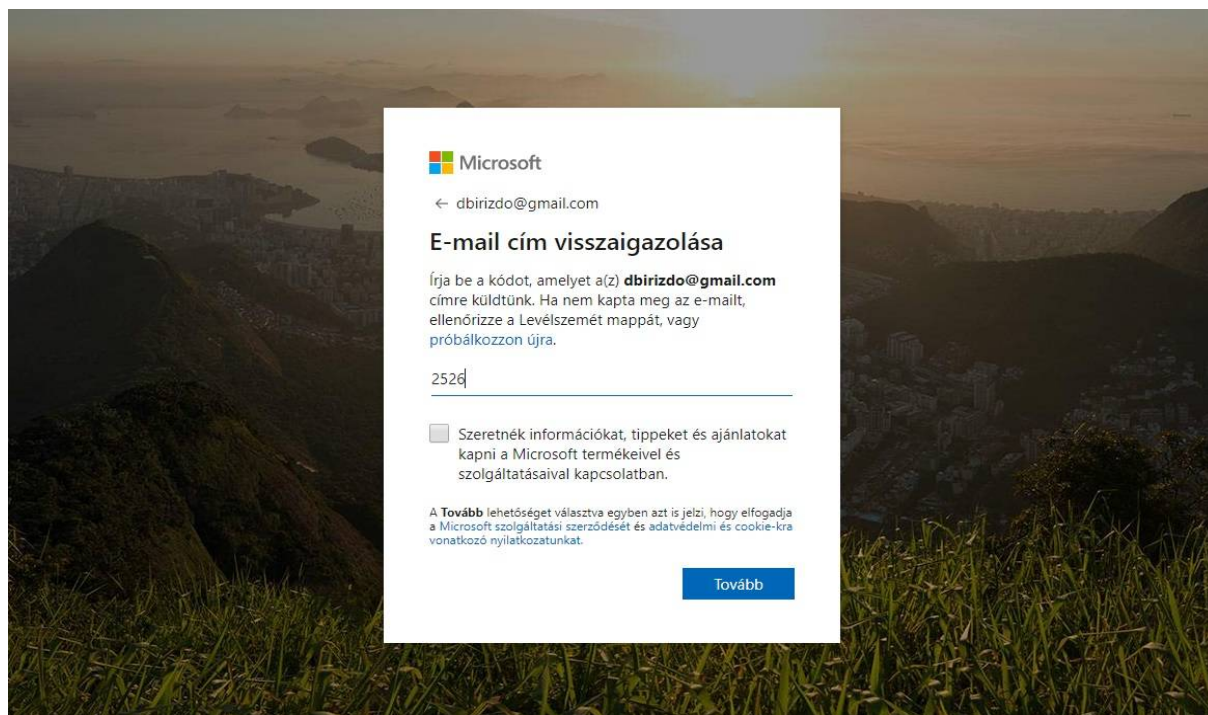 Microsoft
← dbirizdo@gmail.com
E-mail cím visszaigazolása
Írja be a kódot, amelyet a(z) dbirizdo@gmail.com
címre küldtünk. Ha nem kapta meg az e-mailt,
ellenőrizze a Levélszemét mappát, vagy
próbálkozzon újra.
2526
Szeretnék információkat, tippeket és ajánlatokat
kapni a Microsoft termékeivel és
szolgáltatásaival kapcsolatban.
A Tovább lehetőséget választva egyben azt is jelzi, hogy elfogadja
a Microsoft szolgáltatási szerződését és adatvédelmi és cookie-kra
vonatkozó nyilatkozatunkat.
Tovább